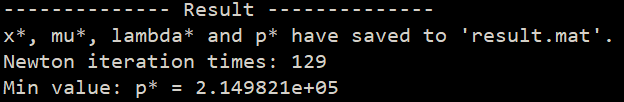 -------------- Result --------------
x*, mu*, lambda* and p* have saved to 'result.mat'.
Newton iteration times: 129
Min value: p* = 2.149821e+05